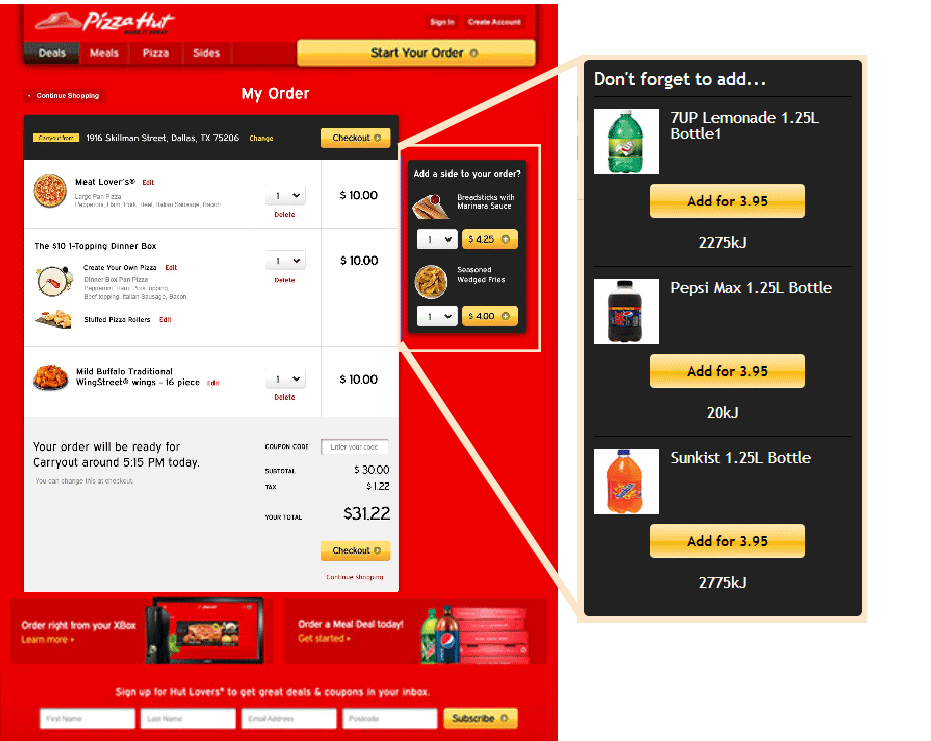 Pizza Hut
MAKE IT GREAT
Sign In
Create Account
Deals
Meals
Pizza
Sides
Start Your Order
Continue Shopping
My Order
Carryout from
1916 Skillman Street, Dallas, TX 75206
Change
Checkout
Meat Lover's®
Edit
Large Pan Pizza
Pepperoni, Ham, Pork, Beef, Italian Sausage, Bacon
1
Delete
$ 10.00
The $10 1-Topping Dinner Box
Create Your Own Pizza
Edit
Dinner Box Pan Pizza
Pepperoni, Ham, Pork topping,
Beef topping, Italian Sausage, Bacon
Stuffed Pizza Rollers
Edit
1
Delete
$ 10.00
Mild Buffalo Traditional
WingStreet® wings – 16 piece
Edit
1
Delete
$ 10.00
Your order will be ready for
Carryout around 5:15 PM today.
You can change this at checkout.
COUPON CODE
Enter your code
SUBTOTAL
$ 30.00
TAX
$ 1.22
YOUR TOTAL
$31.22
Checkout
Continue shopping
Add a side to your order?
Breadsticks with
Marinara Sauce
1
$ 4.25
Seasoned
Wedged Fries
1
$ 4.00
Order right from your XBox
Learn more
Order a Meal Deal today!
Get started
Sign up for Hut Lovers® to get great deals & coupons in your inbox.
First Name
Last Name
Email Address
Postcode
Subscribe
Don't forget to add...
7UP Lemonade 1.25L
Bottle1
Add for 3.95
2275kJ
Pepsi Max 1.25L Bottle
Add for 3.95
20kJ
Sunkist 1.25L Bottle
Add for 3.95
2775kJ